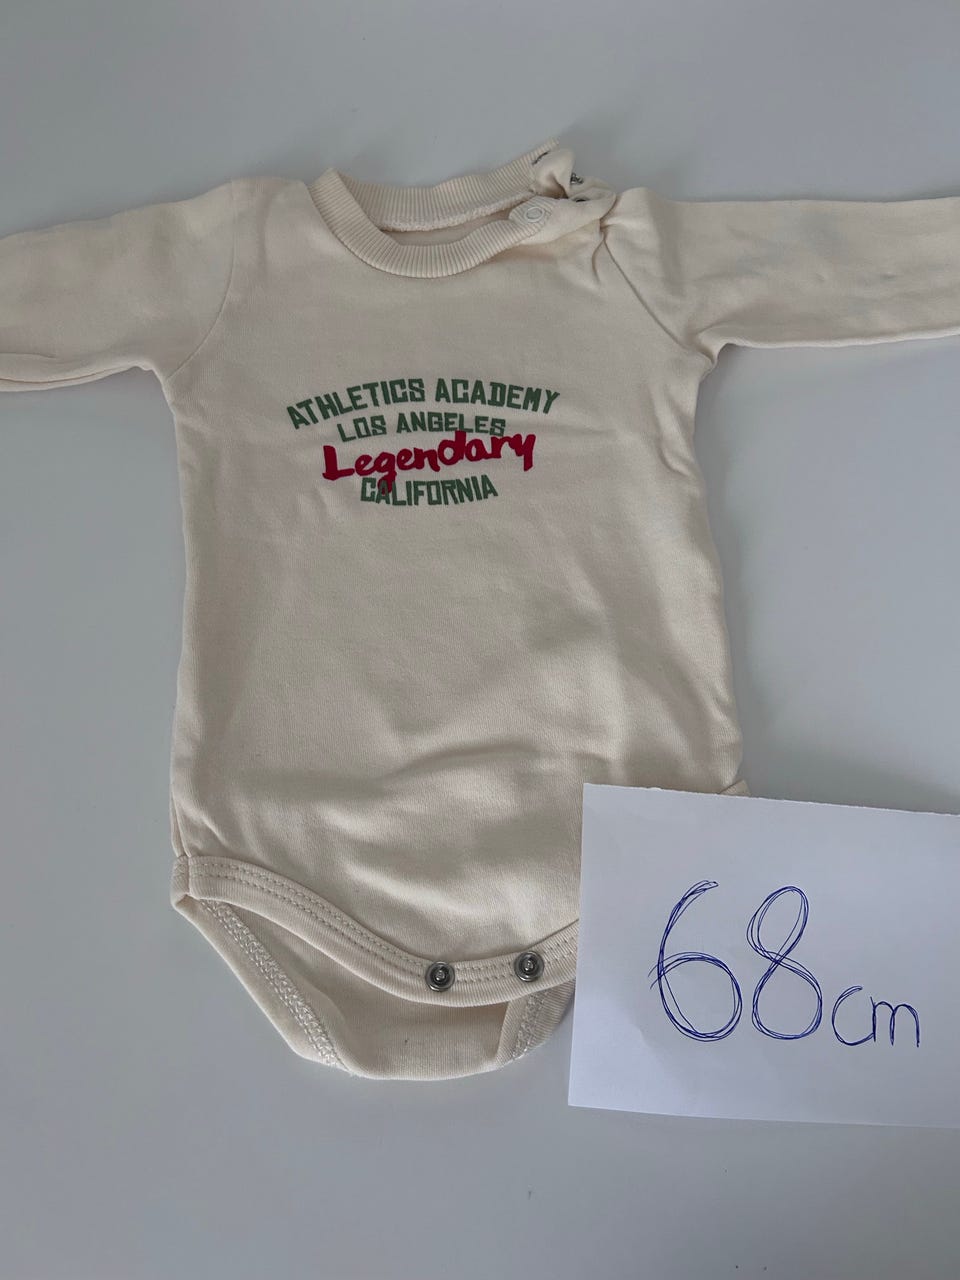 ATHLETICS ACADEMY
LOS ANGELES
Legendary
CALIFORNIA
68cm